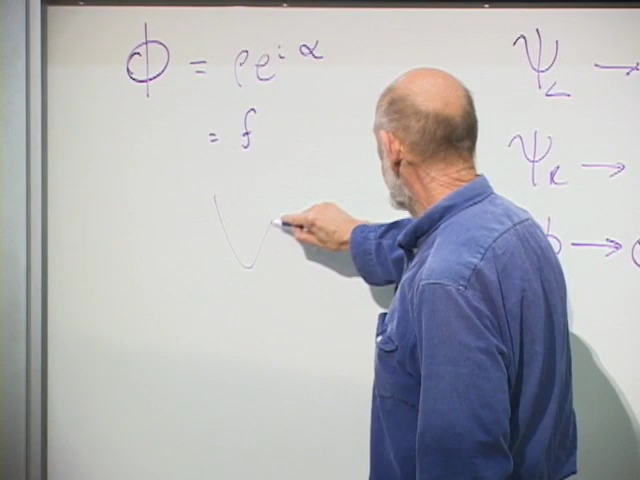 ϕ = ρe^{iα}
= f
ψ_L →
ψ_R →
ϕ →